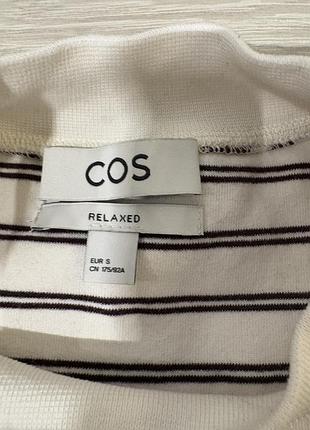 COS
RELAXED
EUR S
CN 175/92A